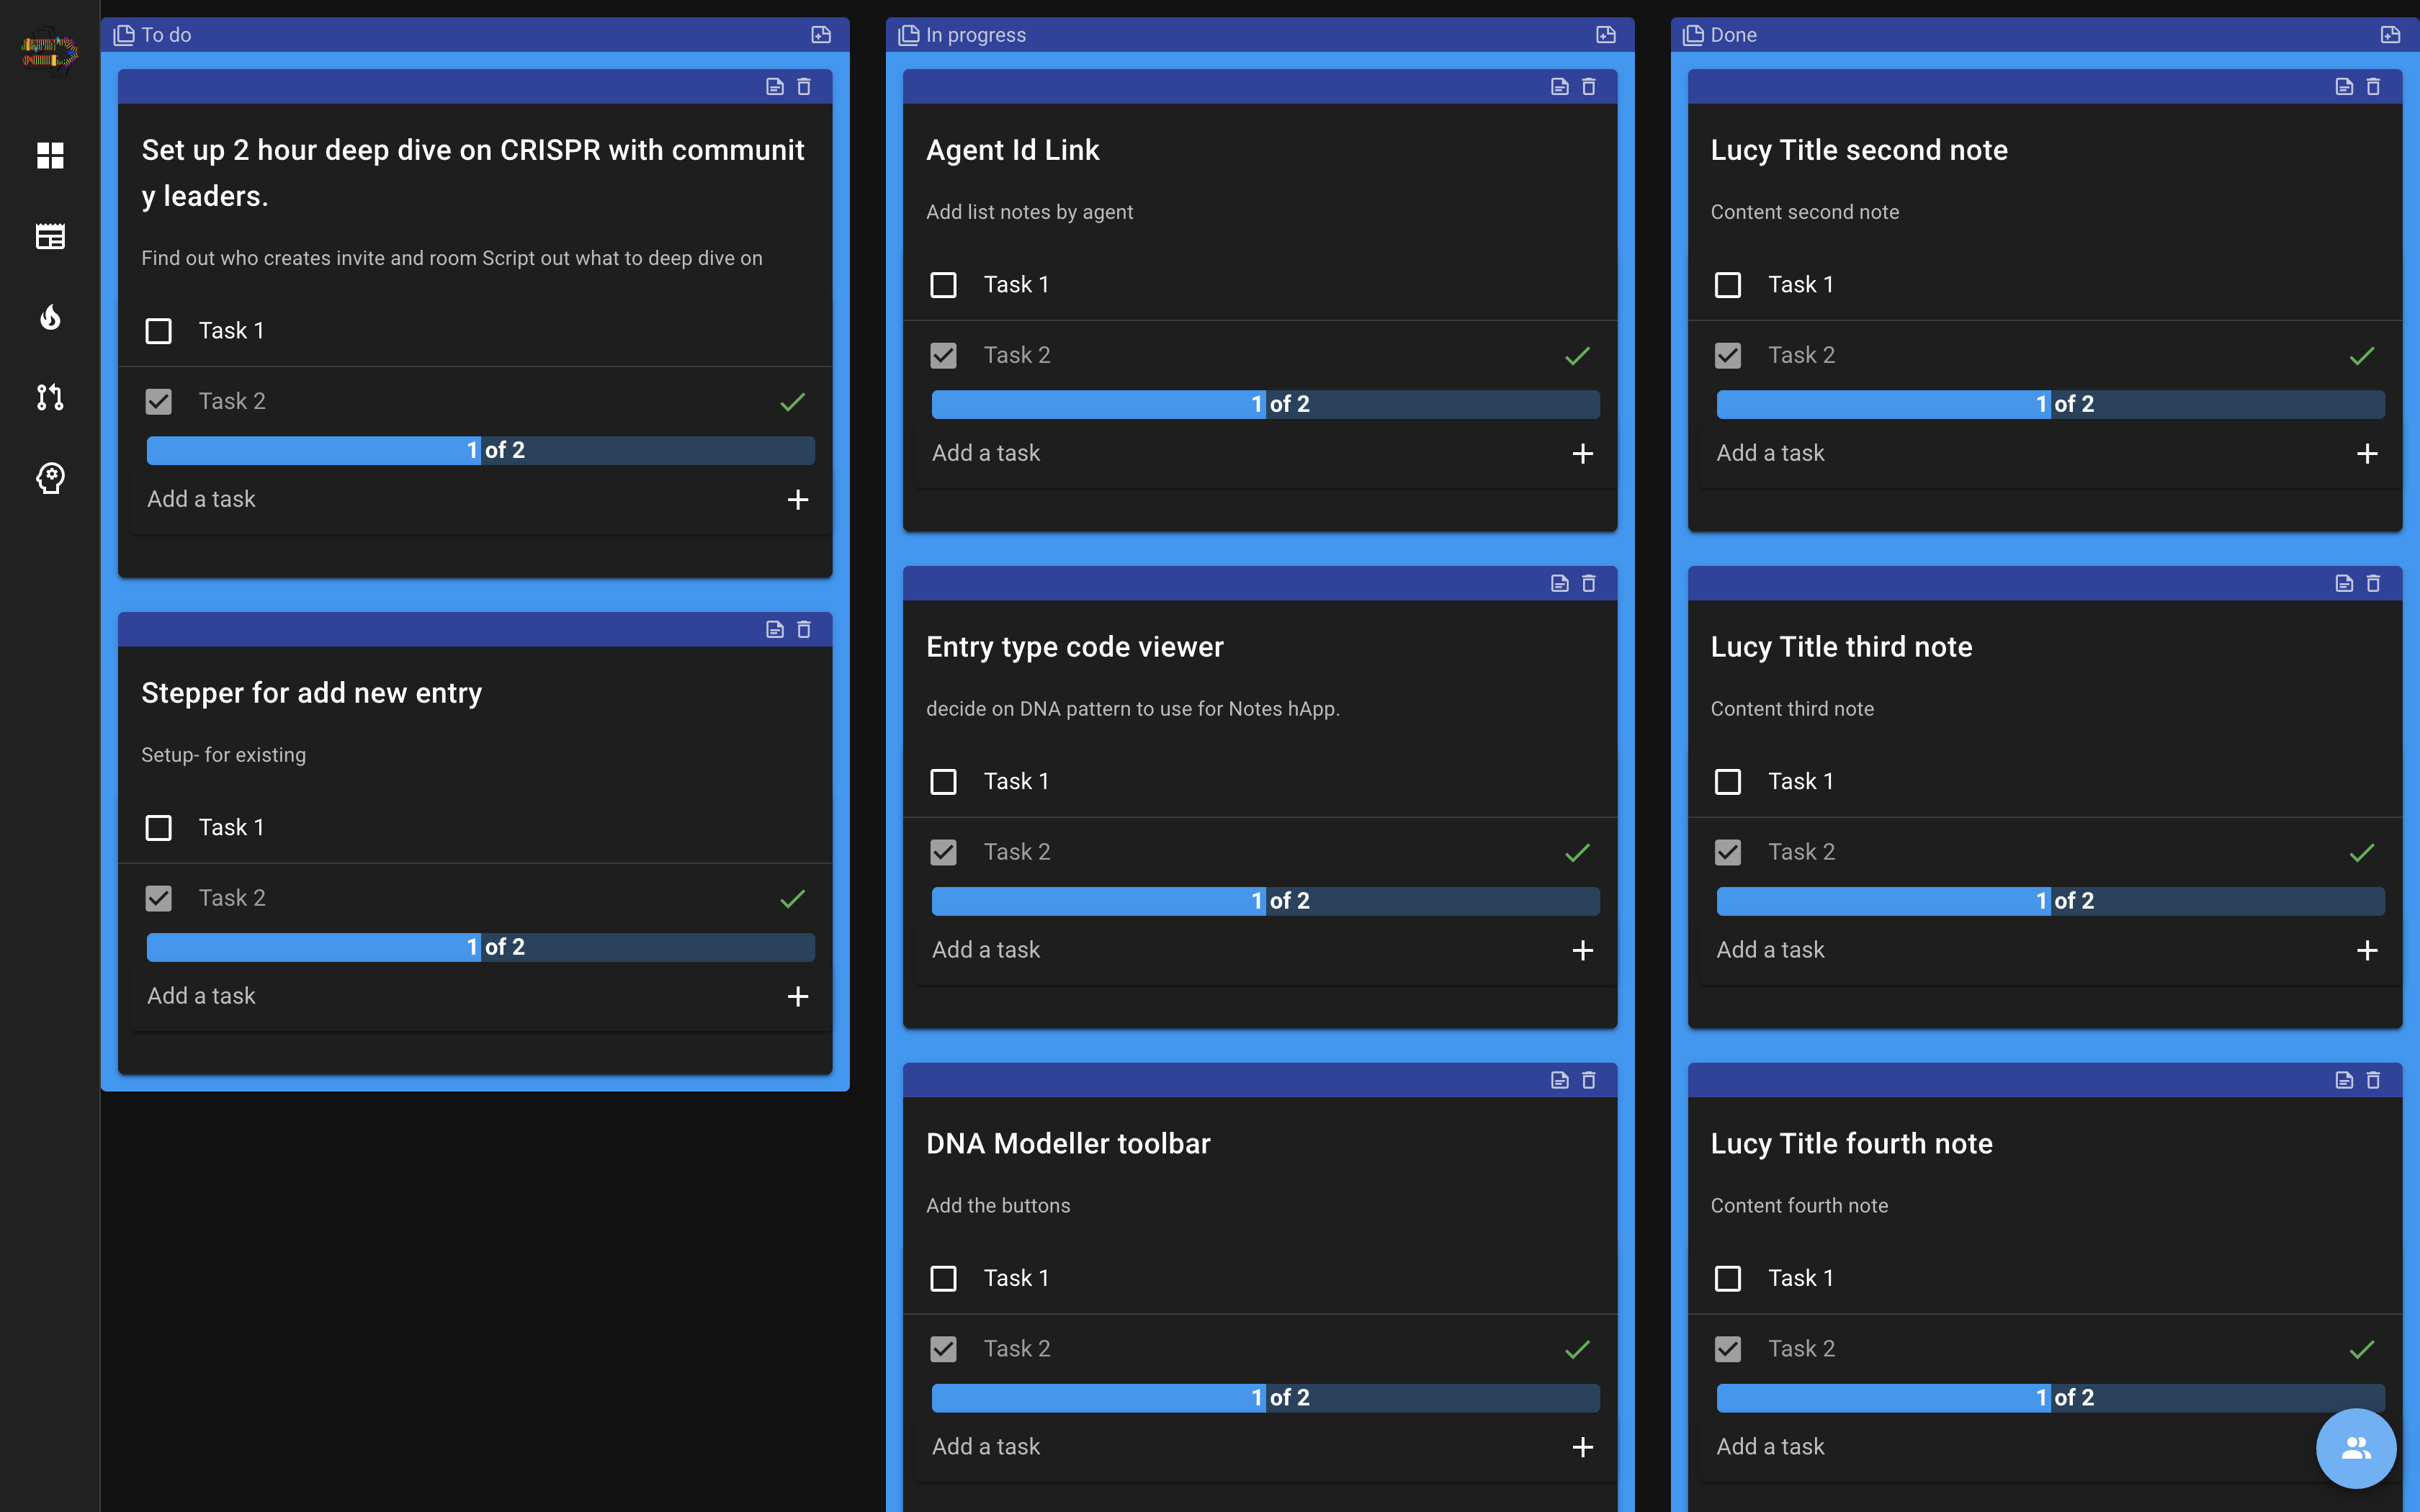 To do
Set up 2 hour deep dive on CRISPR with communit
y leaders.
Find out who creates invite and room Script out what to deep dive on
Task 1
Task 2
1 of 2
Add a task
Stepper for add new entry
Setup- for existing
Task 1
Task 2
1 of 2
Add a task
In progress
Agent Id Link
Add list notes by agent
Task 1
Task 2
1 of 2
Add a task
Entry type code viewer
decide on DNA pattern to use for Notes hApp.
Task 1
Task 2
1 of 2
Add a task
DNA Modeller toolbar
Add the buttons
Task 1
Task 2
1 of 2
Add a task
Done
Lucy Title second note
Content second note
Task 1
Task 2
1 of 2
Add a task
Lucy Title third note
Content third note
Task 1
Task 2
1 of 2
Add a task
Lucy Title fourth note
Content fourth note
Task 1
Task 2
1 of 2
Add a task